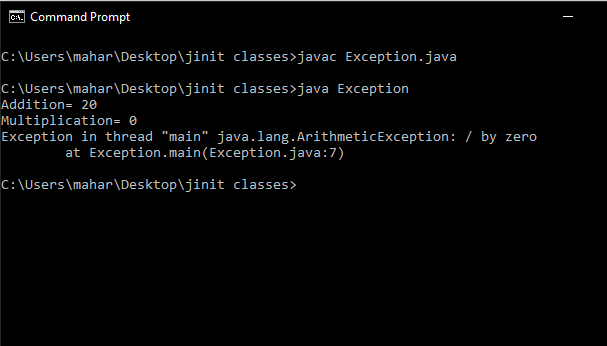 Command Prompt
C:\Users\mahar\Desktop\jinit classes>javac Exception.java
C:\Users\mahar\Desktop\jinit classes>java Exception
Addition= 20
Multiplication= 0
Exception in thread "main" java.lang.ArithmeticException: / by zero
        at Exception.main(Exception.java:7)
C:\Users\mahar\Desktop\jinit classes>